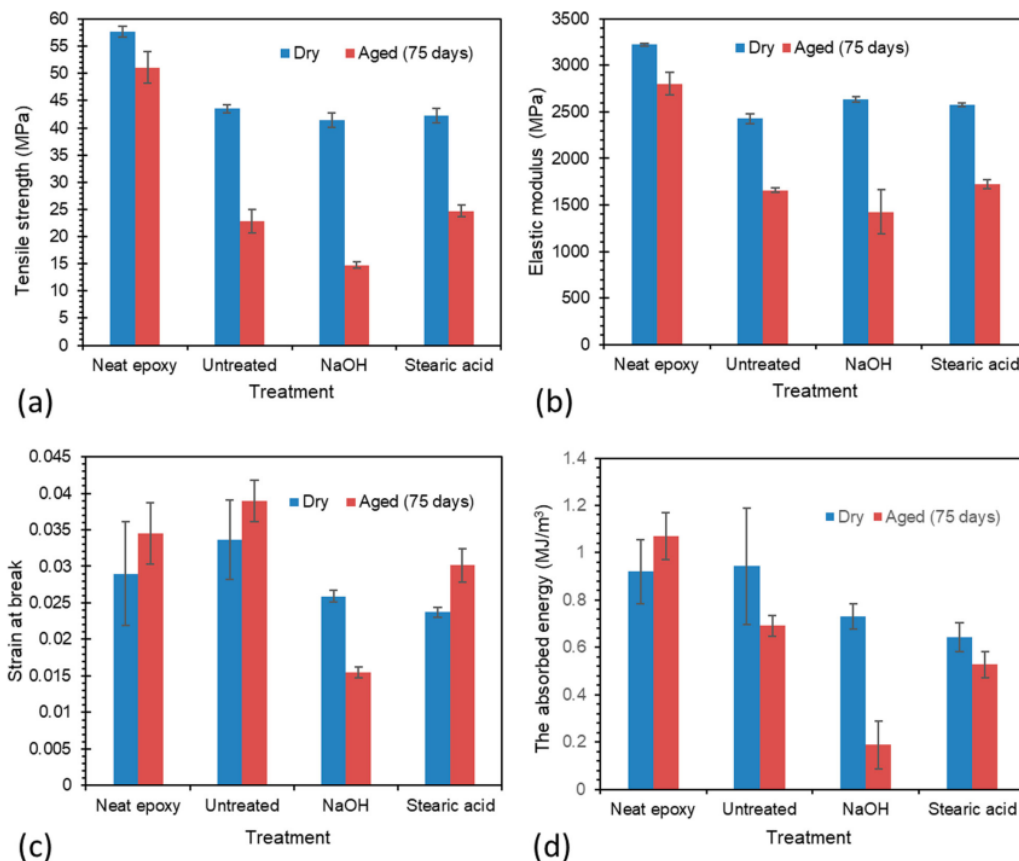 60
55
50
45
40
35
30
25
20
15
10
5
0
Tensile strength (MPa)
Dry Aged (75 days)
Neat epoxy Untreated NaOH Stearic acid
Treatment
(a)
3500
3000
2500
2000
1500
1000
500
0
Elastic modulus (MPa)
Dry Aged (75 days)
Neat epoxy Untreated NaOH Stearic acid
Treatment
(b)
0.045
0.04
0.035
0.03
0.025
0.02
0.015
0.01
0.005
0
Strain at break
Dry Aged (75 days)
Neat epoxy Untreated NaOH Stearic acid
Treatment
(c)
1.4
1.2
1
0.8
0.6
0.4
0.2
0
The absorbed energy (MJ/m³)
Dry Aged (75 days)
Neat epoxy Untreated NaOH Stearic acid
Treatment
(d)